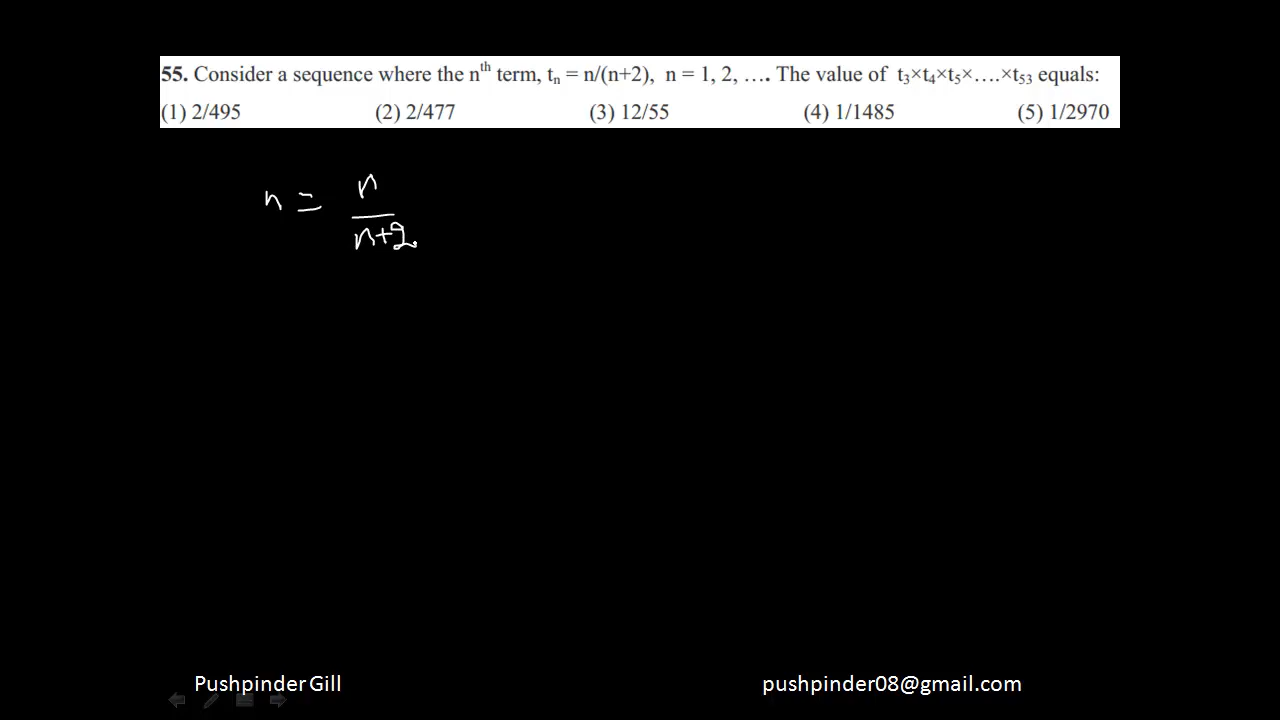 55. Consider a sequence where the nth term, tn = n/(n+2), n = 1, 2, …. The value of t3×t4×t5×….×t53 equals:
(1) 2/495 (2) 2/477 (3) 12/55 (4) 1/1485 (5) 1/2970
n = n
n+2
Pushpinder Gill pushpinder08@gmail.com